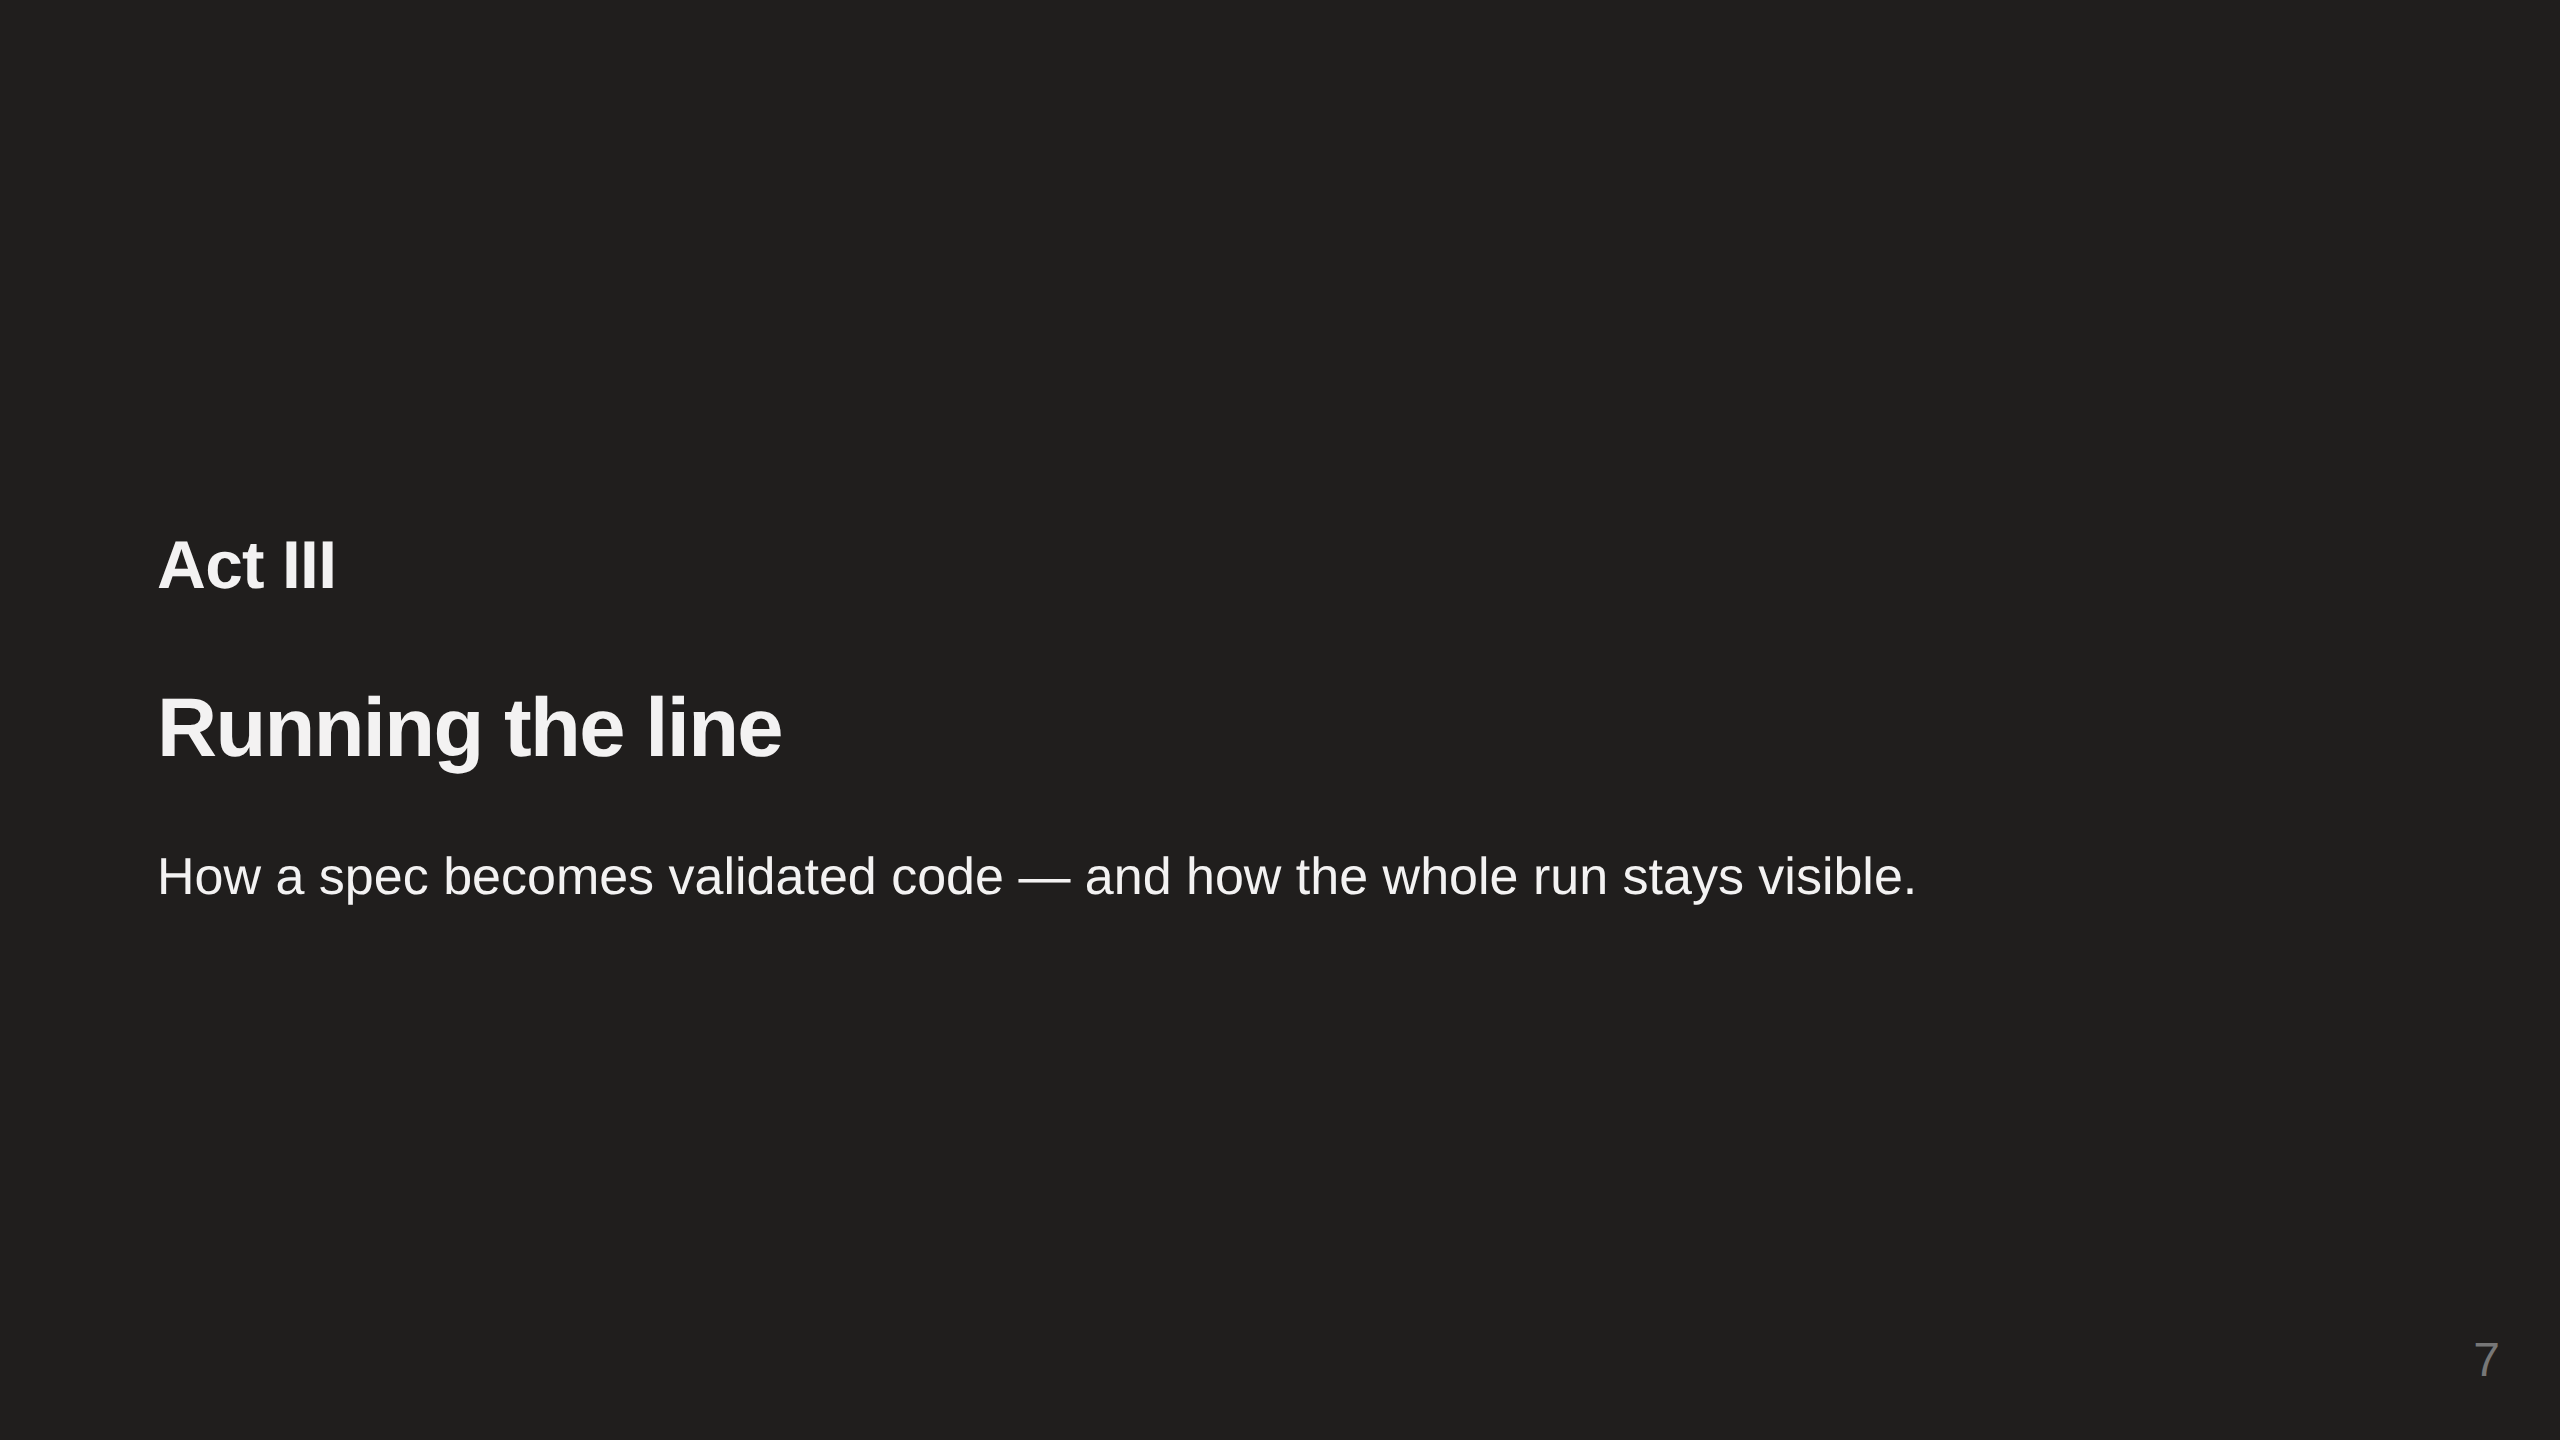 Act III
Running the line
How a spec becomes validated code — and how the whole run stays visible.
7